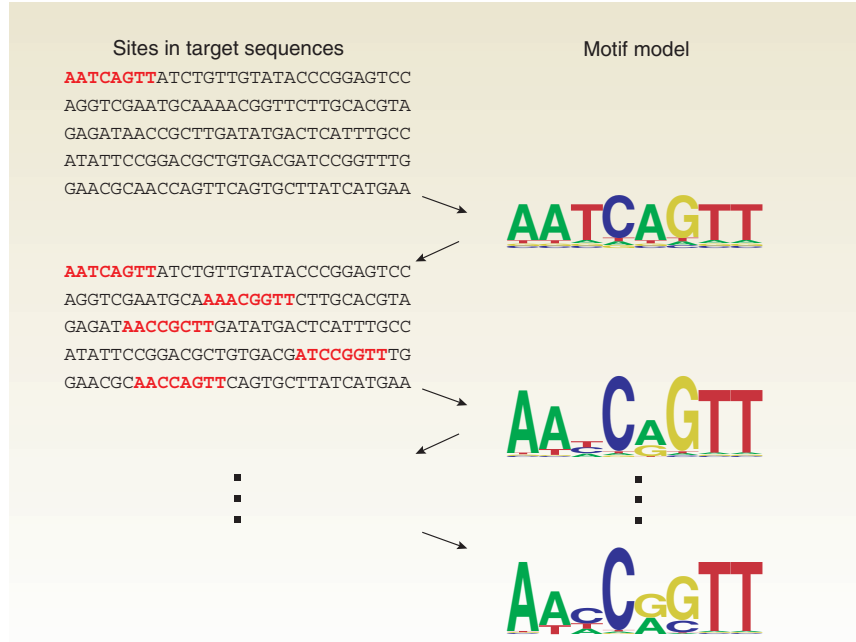 Sites in target sequences
Motif model
AATCAGTTATCTGTTGTATACCCGGAGTCC
AGGTCGAATGCAAAACGGTTCTTGCACGTA
GAGATAACCGCTTGATATGACTCATTTGCC
ATATTCCGGACGCTGTGACGATCCGGTTTG
GAACGCAACCAGTTCAGTGCTTATCATGAA
AATCAGTT
AATCAGTTATCTGTTGTATACCCGGAGTCC
AGGTCGAATGCAAAACGGTTCTTGCACGTA
GAGATAACCGCTTGATATGACTCATTTGCC
ATATTCCGGACGCTGTGACGATCCGGTTTG
GAACGCAACCAGTTCAGTGCTTATCATGAA